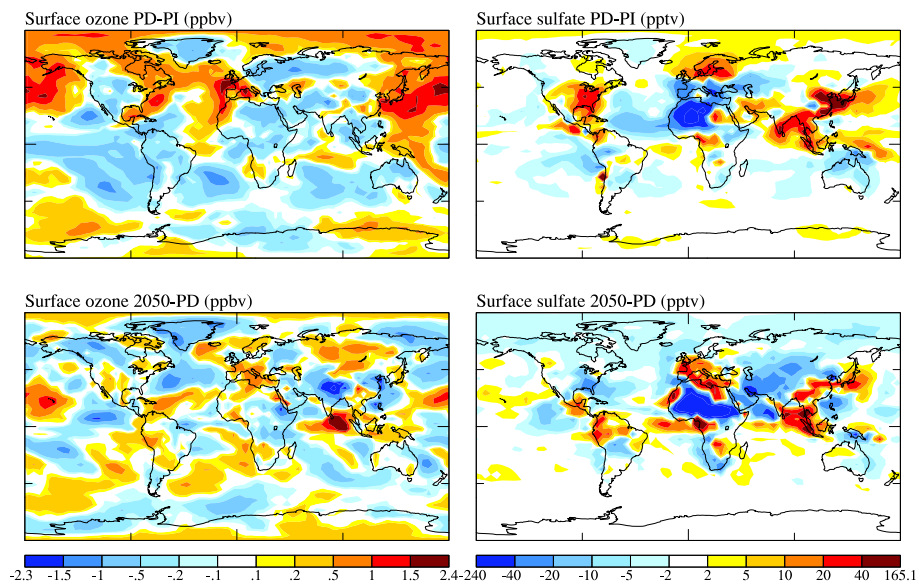 Surface ozone PD-PI (ppbv)
Surface sulfate PD-PI (pptv)
Surface ozone 2050-PD (ppbv)
Surface sulfate 2050-PD (pptv)
-2.3 -1.5 -1 -.5 -.2 -.1 .1 .2 .5 1 1.5 2.4
-240 -40 -20 -10 -5 -2 2 5 10 20 40 165.1